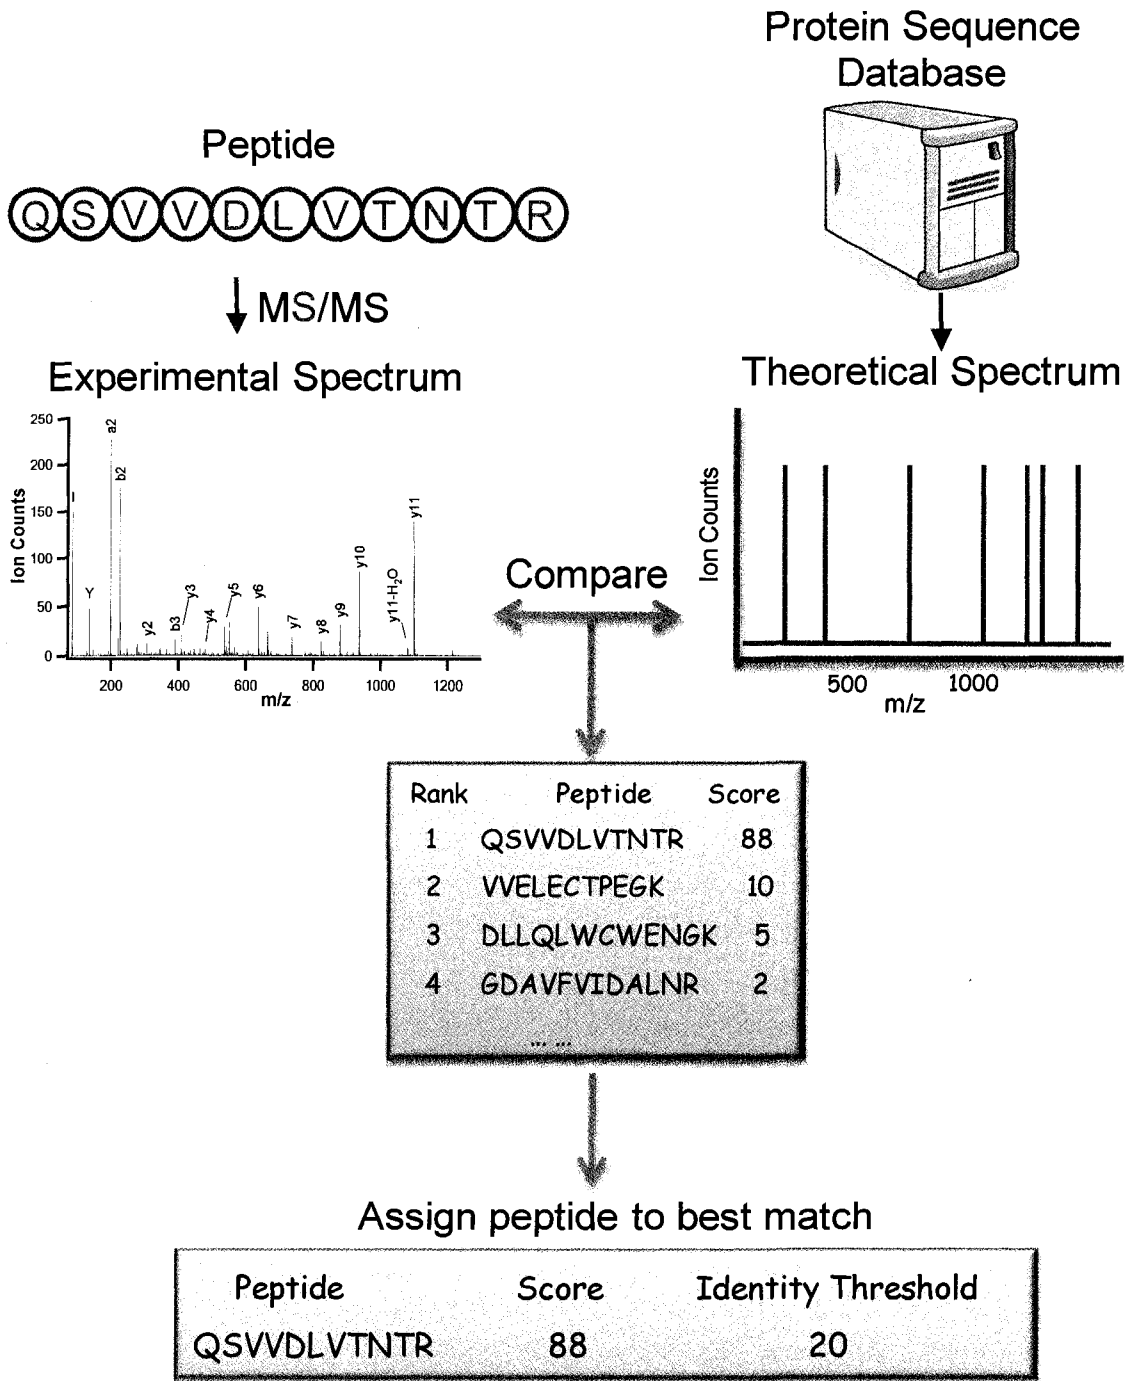 Protein Sequence
Database
Peptide
Q S V V D L V T N T R
MS/MS
Experimental Spectrum
Theoretical Spectrum
250
200
150
100
50
0
Ion Counts
I
Y
a2
b2
y2
b3
y3
y4
y5
y6
y7
y8
y9
y10
y11-H₂O
y11
200 400 600 800 1000 1200
m/z
Ion Counts
500 1000
m/z
Compare
Rank Peptide Score
1 QSVVDLVTNTR 88
2 VVELECTPEGK 10
3 DLLQLWCWENGK 5
4 GDAVFVIDALNR 2
... ...
Assign peptide to best match
Peptide Score Identity Threshold
QSVVDLVTNTR 88 20